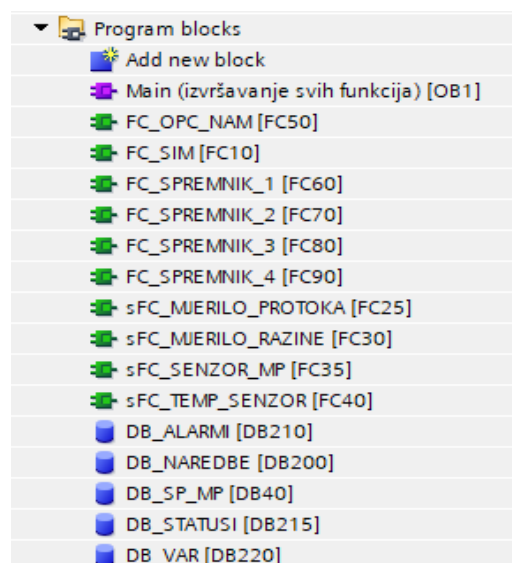 Program blocks
Add new block
Main (izvršavanje svih funkcija) [OB1]
FC_OPC_NAM [FC50]
FC_SIM [FC10]
FC_SPREMNIK_1 [FC60]
FC_SPREMNIK_2 [FC70]
FC_SPREMNIK_3 [FC80]
FC_SPREMNIK_4 [FC90]
sFC_MJERILO_PROTOKA [FC25]
sFC_MJERILO_RAZINE [FC30]
sFC_SENZOR_MP [FC35]
sFC_TEMP_SENZOR [FC40]
DB_ALARMI [DB210]
DB_NAREDBE [DB200]
DB_SP_MP [DB40]
DB_STATUSI [DB215]
DB_VAR [DB220]